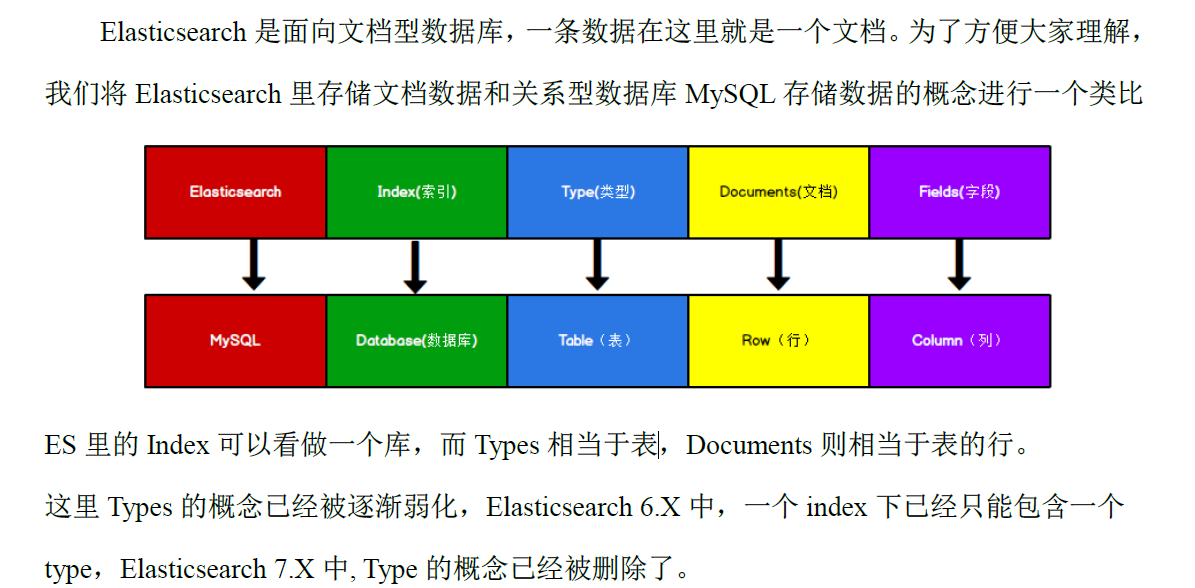 Elasticsearch 是面向文档型数据库，一条数据在这里就是一个文档。为了方便大家理解，
我们将 Elasticsearch 里存储文档数据和关系型数据库 MySQL 存储数据的概念进行一个类比
Elasticsearch Index(索引) Type(类型) Documents(文档) Fields(字段)
MySQL Database(数据库) Table（表） Row（行） Column（列）
ES 里的 Index 可以看做一个库，而 Types 相当于表，Documents 则相当于表的行。
这里 Types 的概念已经被逐渐弱化，Elasticsearch 6.X 中，一个 index 下已经只能包含一个
type，Elasticsearch 7.X 中, Type 的概念已经被删除了。